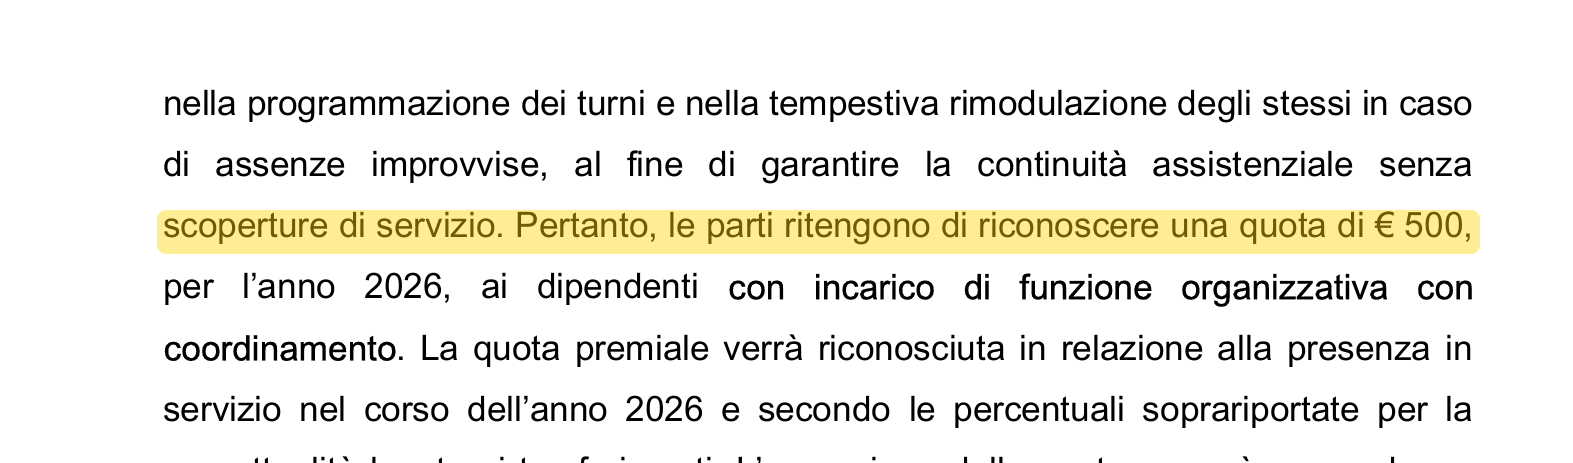 nella programmazione dei turni e nella tempestiva rimodulazione degli stessi in caso
di assenze improvvise, al fine di garantire la continuità assistenziale senza
scoperture di servizio. Pertanto, le parti ritengono di riconoscere una quota di € 500,
per l’anno 2026, ai dipendenti con incarico di funzione organizzativa con
coordinamento. La quota premiale verrà riconosciuta in relazione alla presenza in
servizio nel corso dell’anno 2026 e secondo le percentuali soprariportate per la